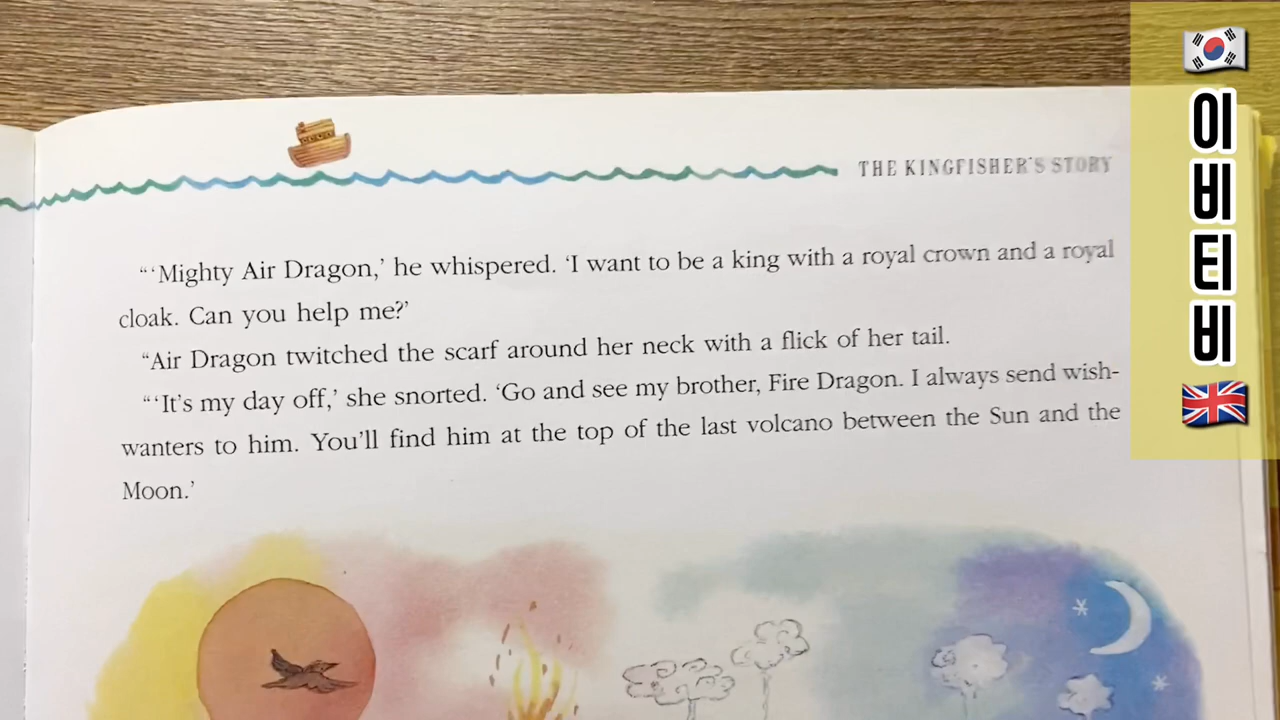 THE KINGFISHER'S STORY
“‘Mighty Air Dragon,’ he whispered. ‘I want to be a king with a royal crown and a royal
cloak. Can you help me?’
“Air Dragon twitched the scarf around her neck with a flick of her tail.
“‘It’s my day off,’ she snorted. ‘Go and see my brother, Fire Dragon. I always send wish-
wanters to him. You’ll find him at the top of the last volcano between the Sun and the
Moon.’
이비티비